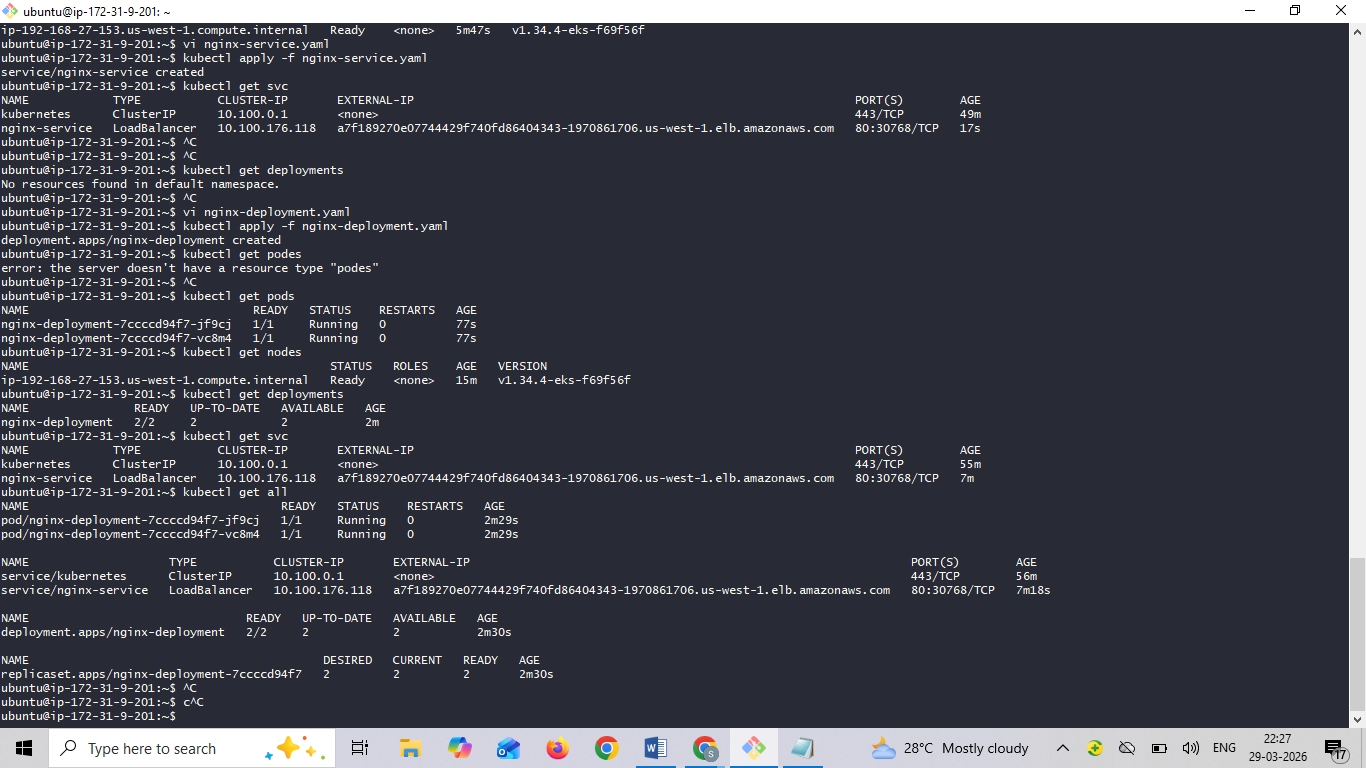 ubuntu@ip-172-31-9-201: ~
ip-192-168-27-153.us-west-1.compute.internal   Ready    <none>   5m47s   v1.34.4-eks-f69f56f
ubuntu@ip-172-31-9-201:~$ vi nginx-service.yaml
ubuntu@ip-172-31-9-201:~$ kubectl apply -f nginx-service.yaml
service/nginx-service created
ubuntu@ip-172-31-9-201:~$ kubectl get svc
NAME            TYPE           CLUSTER-IP       EXTERNAL-IP                                                               PORT(S)        AGE
kubernetes      ClusterIP      10.100.0.1       <none>                                                                    443/TCP        49m
nginx-service   LoadBalancer   10.100.176.118   a7f189270e07744429f740fd86404343-1970861706.us-west-1.elb.amazonaws.com   80:30768/TCP   17s
ubuntu@ip-172-31-9-201:~$ ^C
ubuntu@ip-172-31-9-201:~$ ^C
ubuntu@ip-172-31-9-201:~$ kubectl get deployments
No resources found in default namespace.
ubuntu@ip-172-31-9-201:~$ ^C
ubuntu@ip-172-31-9-201:~$ vi nginx-deployment.yaml
ubuntu@ip-172-31-9-201:~$ kubectl apply -f nginx-deployment.yaml
deployment.apps/nginx-deployment created
ubuntu@ip-172-31-9-201:~$ kubectl get podes
error: the server doesn't have a resource type "podes"
ubuntu@ip-172-31-9-201:~$ ^C
ubuntu@ip-172-31-9-201:~$ kubectl get pods
NAME                                READY   STATUS    RESTARTS   AGE
nginx-deployment-7ccccd94f7-jf9cj   1/1     Running   0          77s
nginx-deployment-7ccccd94f7-vc8m4   1/1     Running   0          77s
ubuntu@ip-172-31-9-201:~$ kubectl get nodes
NAME                                           STATUS   ROLES    AGE   VERSION
ip-192-168-27-153.us-west-1.compute.internal   Ready    <none>   15m   v1.34.4-eks-f69f56f
ubuntu@ip-172-31-9-201:~$ kubectl get deployments
NAME               READY   UP-TO-DATE   AVAILABLE   AGE
nginx-deployment   2/2     2            2           2m
ubuntu@ip-172-31-9-201:~$ kubectl get svc
NAME            TYPE           CLUSTER-IP       EXTERNAL-IP                                                               PORT(S)        AGE
kubernetes      ClusterIP      10.100.0.1       <none>                                                                    443/TCP        55m
nginx-service   LoadBalancer   10.100.176.118   a7f189270e07744429f740fd86404343-1970861706.us-west-1.elb.amazonaws.com   80:30768/TCP   7m
ubuntu@ip-172-31-9-201:~$ kubectl get all
NAME                                    READY   STATUS    RESTARTS   AGE
pod/nginx-deployment-7ccccd94f7-jf9cj   1/1     Running   0          2m29s
pod/nginx-deployment-7ccccd94f7-vc8m4   1/1     Running   0          2m29s
NAME                    TYPE           CLUSTER-IP       EXTERNAL-IP                                                               PORT(S)        AGE
service/kubernetes      ClusterIP      10.100.0.1       <none>                                                                    443/TCP        56m
service/nginx-service   LoadBalancer   10.100.176.118   a7f189270e07744429f740fd86404343-1970861706.us-west-1.elb.amazonaws.com   80:30768/TCP   7m18s
NAME                               READY   UP-TO-DATE   AVAILABLE   AGE
deployment.apps/nginx-deployment   2/2     2            2           2m30s
NAME                                          DESIRED   CURRENT   READY   AGE
replicaset.apps/nginx-deployment-7ccccd94f7   2         2         2       2m30s
ubuntu@ip-172-31-9-201:~$ ^C
ubuntu@ip-172-31-9-201:~$ c^C
ubuntu@ip-172-31-9-201:~$
Type here to search
28°C Mostly cloudy
ENG
22:27
29-03-2026
17